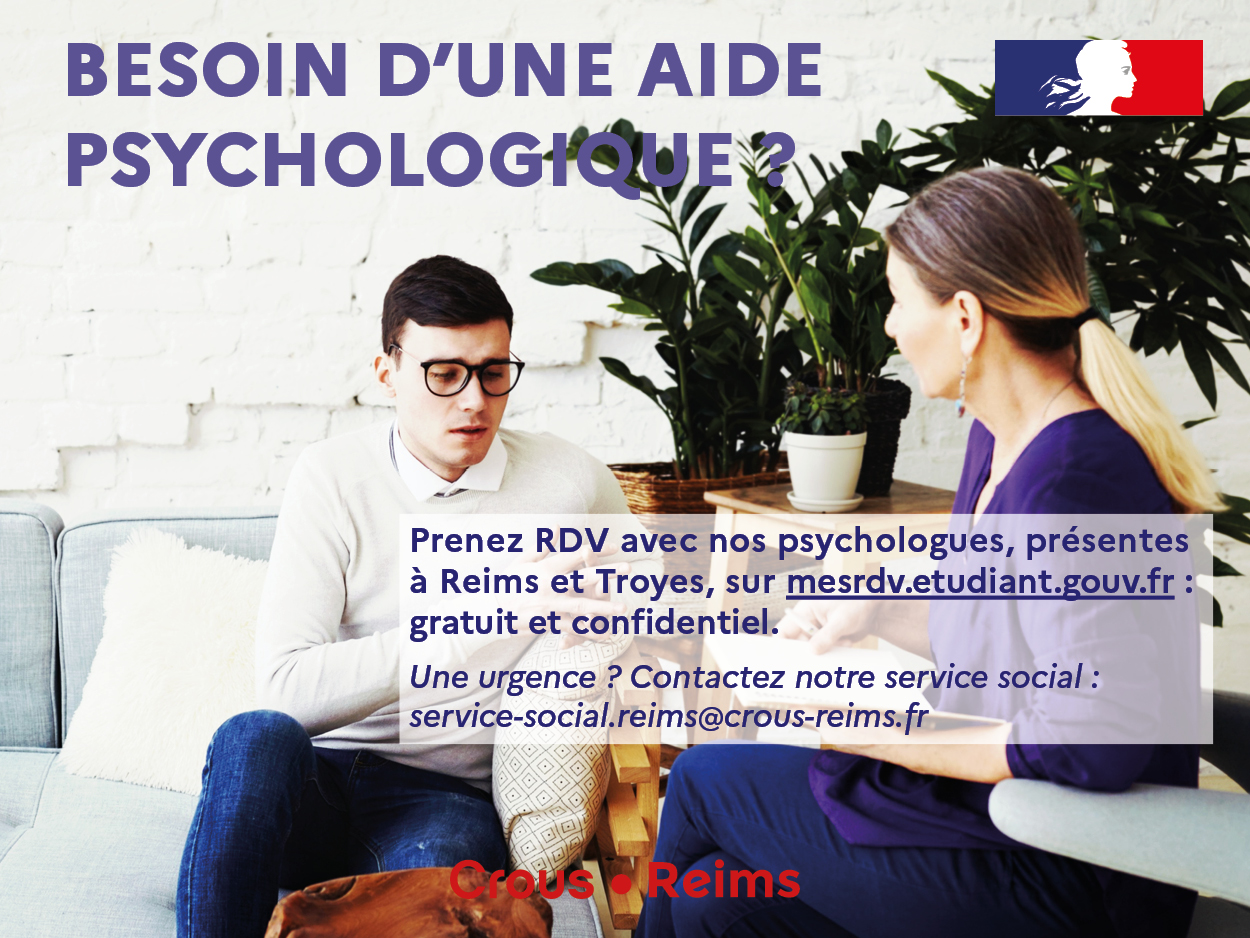 BESOIN D’UNE AIDE
PSYCHOLOGIQUE ?
Prenez RDV avec nos psychologues, présentes
à Reims et Troyes, sur mesrdv.etudiant.gouv.fr :
gratuit et confidentiel.
Une urgence ? Contactez notre service social :
service-social.reims@crous-reims.fr
Crous • Reims